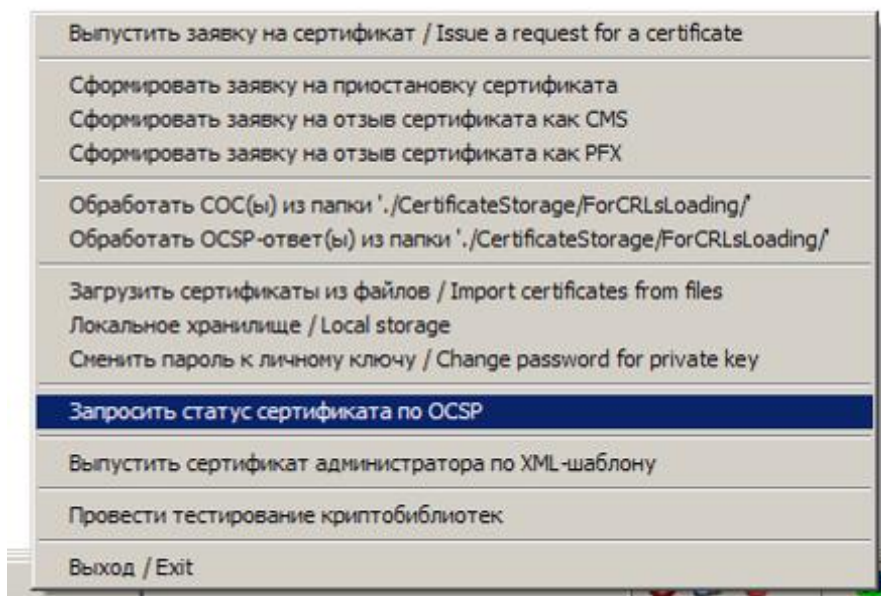 Выпустить заявку на сертификат / Issue a request for a certificate
Сформировать заявку на приостановку сертификата
Сформировать заявку на отзыв сертификата как CMS
Сформировать заявку на отзыв сертификата как PFX
Обработать СОС(ы) из папки './CertificateStorage/ForCRLsLoading/'
Обработать OCSP-ответ(ы) из папки './CertificateStorage/ForCRLsLoading/'
Загрузить сертификаты из файлов / Import certificates from files
Локальное хранилище / Local storage
Сменить пароль к личному ключу / Change password for private key
Запросить статус сертификата по OCSP
Выпустить сертификат администратора по XML-шаблону
Провести тестирование криптобиблиотек
Выход / Exit